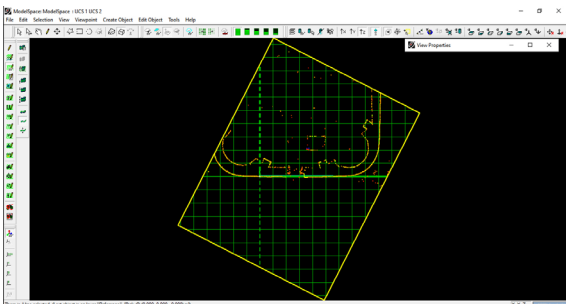 ModelSpace: ModelSpace : UCS 1 UCS 2
File Edit Selection View Viewpoint Create Object Edit Object Tools Help
View Properties